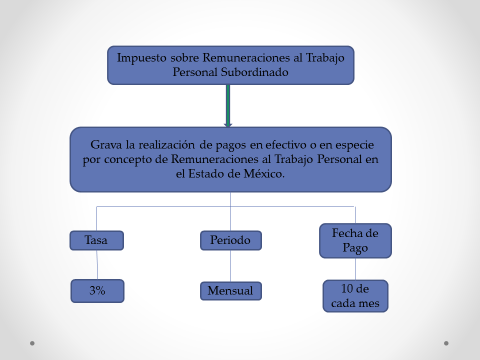 Impuesto sobre Remuneraciones al Trabajo
Personal Subordinado
Grava la realización de pagos en efectivo o en especie
por concepto de Remuneraciones al Trabajo Personal en
el Estado de México.
Tasa
Periodo
Fecha de
Pago
3%
Mensual
10 de
cada mes